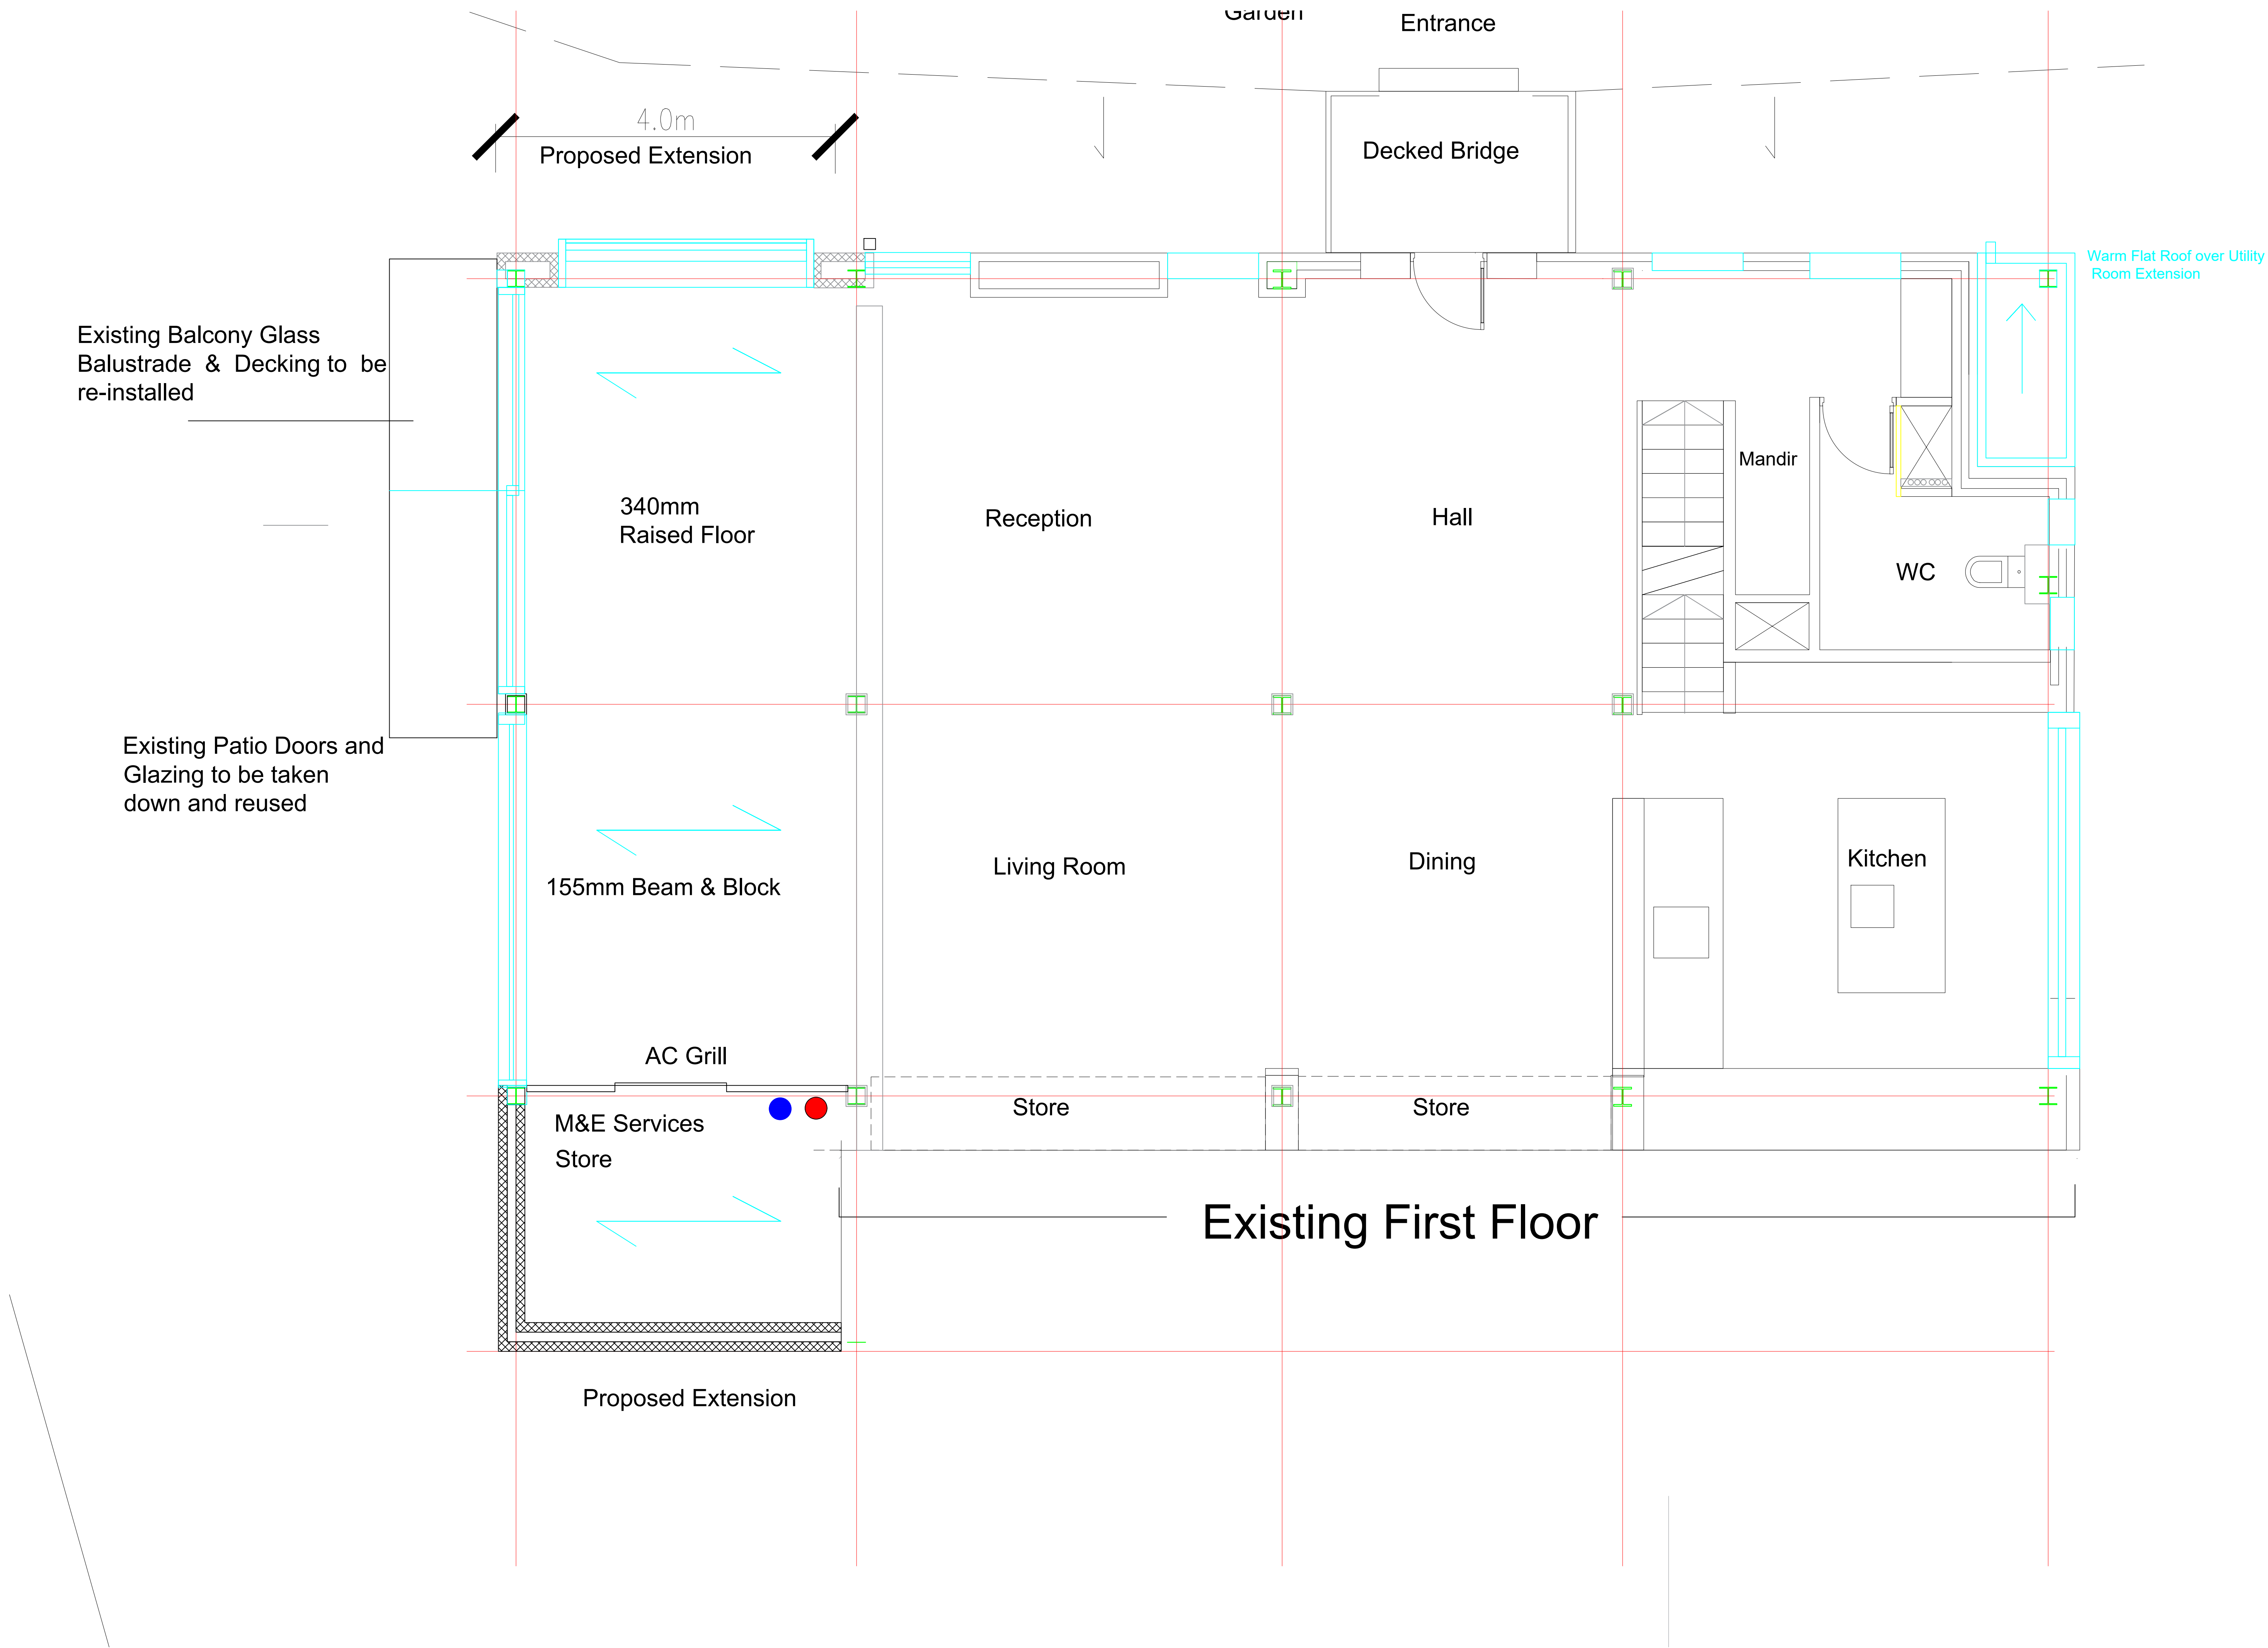 Garden
Entrance
4.0m
Proposed Extension
Decked Bridge
Warm Flat Roof over Utility
Room Extension
Existing Balcony Glass
Balustrade & Decking to be
re-installed
Mandir
340mm
Raised Floor
Reception
Hall
WC
Existing Patio Doors and
Glazing to be taken
down and reused
155mm Beam & Block
Living Room
Dining
Kitchen
AC Grill
M&E Services
Store
Store
Store
Existing First Floor
Proposed Extension